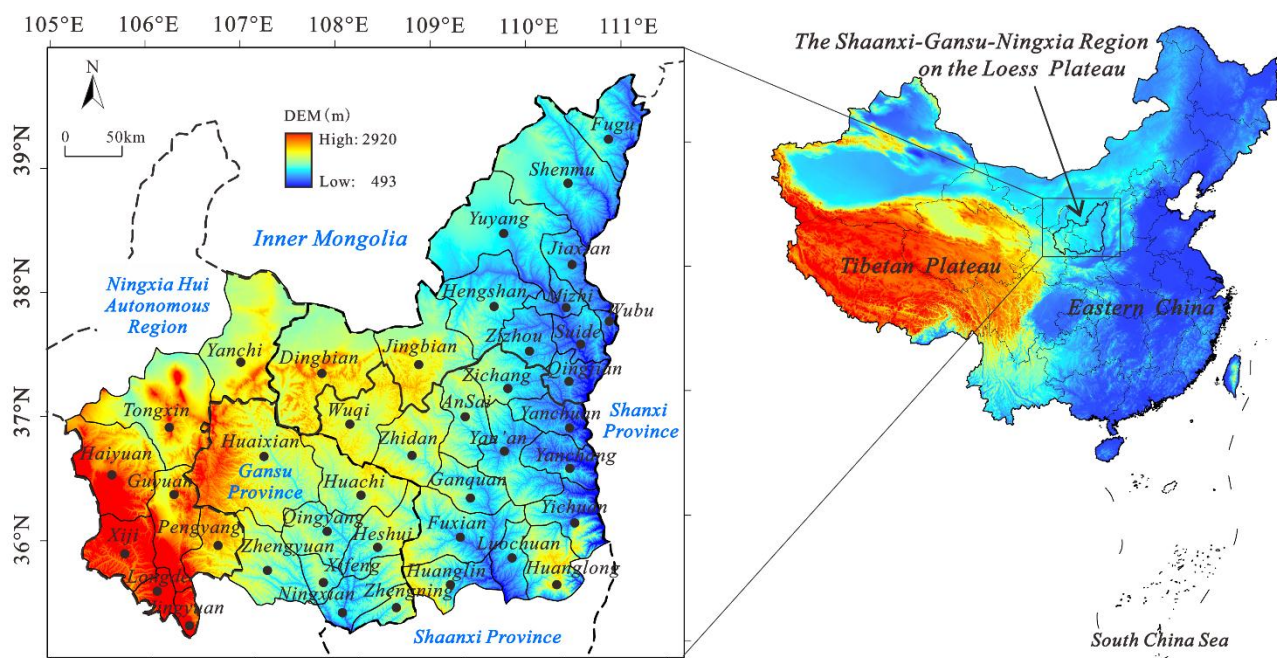 105°E 106°E 107°E 108°E 109°E 110°E 111°E
39°N
38°N
37°N
36°N
N
0 50km
DEM(m)
High: 2920
Low: 493
Fugu
Shenmu
Yuyang
Jiaxian
Inner Mongolia
Ningxia Hui
Autonomous
Region
Hengshan
Mizhi
Wubu
Zizhou
Suide
Yanchi
Dingbian
Jingbian
Zichang
Qingjian
Tongxin
Wuqi
AnSai
Yanchuan
Shanxi
Province
Huaixian
Zhidan
Yan'an
Yanchang
Haiyuan
Gansu
Province
Guyuan
Huachi
Ganquan
Yichuan
Xiji
Pengyang
Qingyang
Zhengyuan
Heshui
Fuxian
Luochuan
Longde
Xifeng
Huanglin
Huanglong
Jingyuan
Ningxian
Zhengning
Shaanxi Province
The Shaanxi-Gansu-Ningxia Region
on the Loess Plateau
Tibetan Plateau
Eastern China
South China Sea